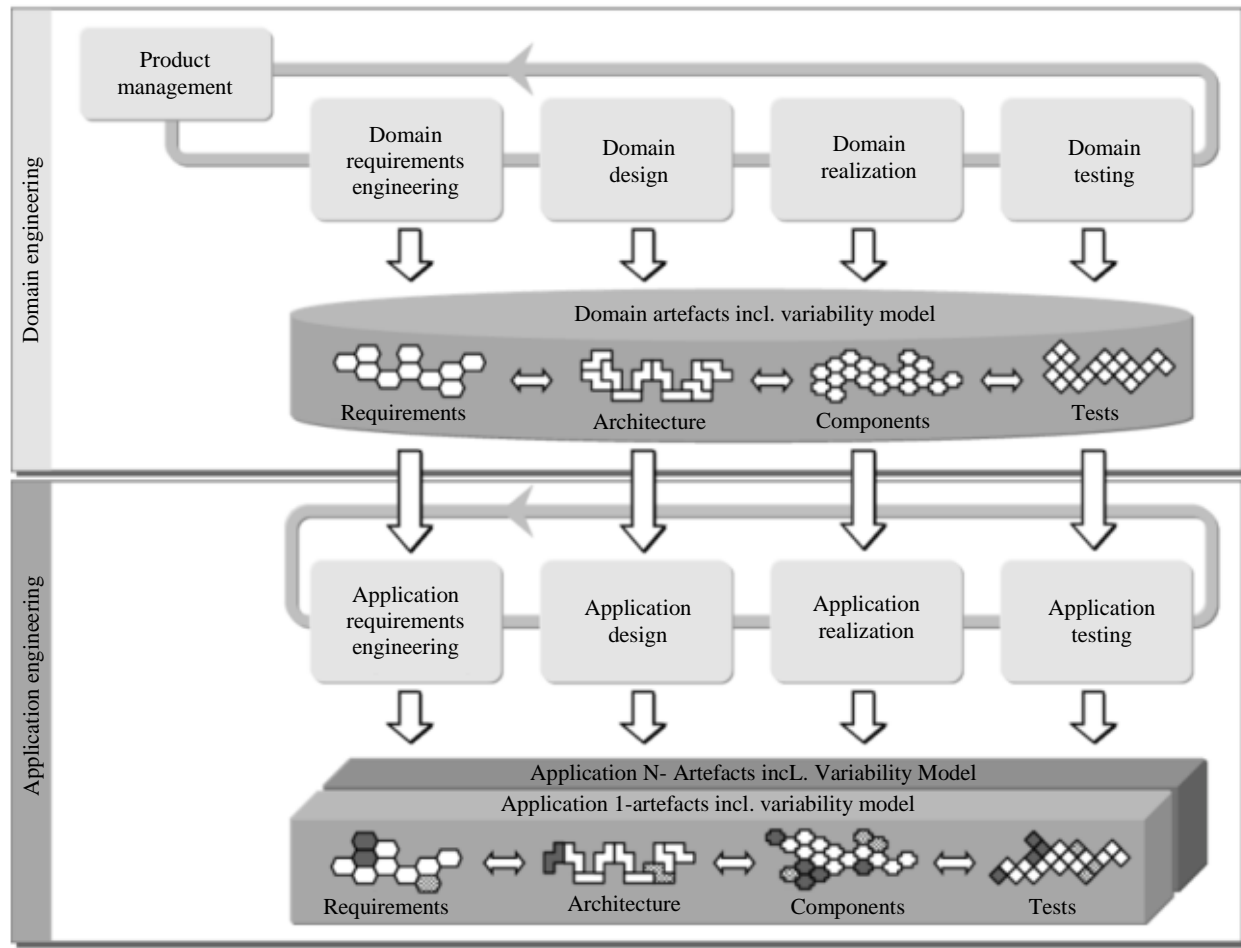 Domain engineering
Product
management
Domain
requirements
engineering
Domain
design
Domain
realization
Domain
testing
Domain artefacts incl. variability model
Requirements
Architecture
Components
Tests
Application engineering
Application
requirements
engineering
Application
design
Application
realization
Application
testing
Application N- Artefacts incL. Variability Model
Application 1-artefacts incl. variability model
Requirements
Architecture
Components
Tests